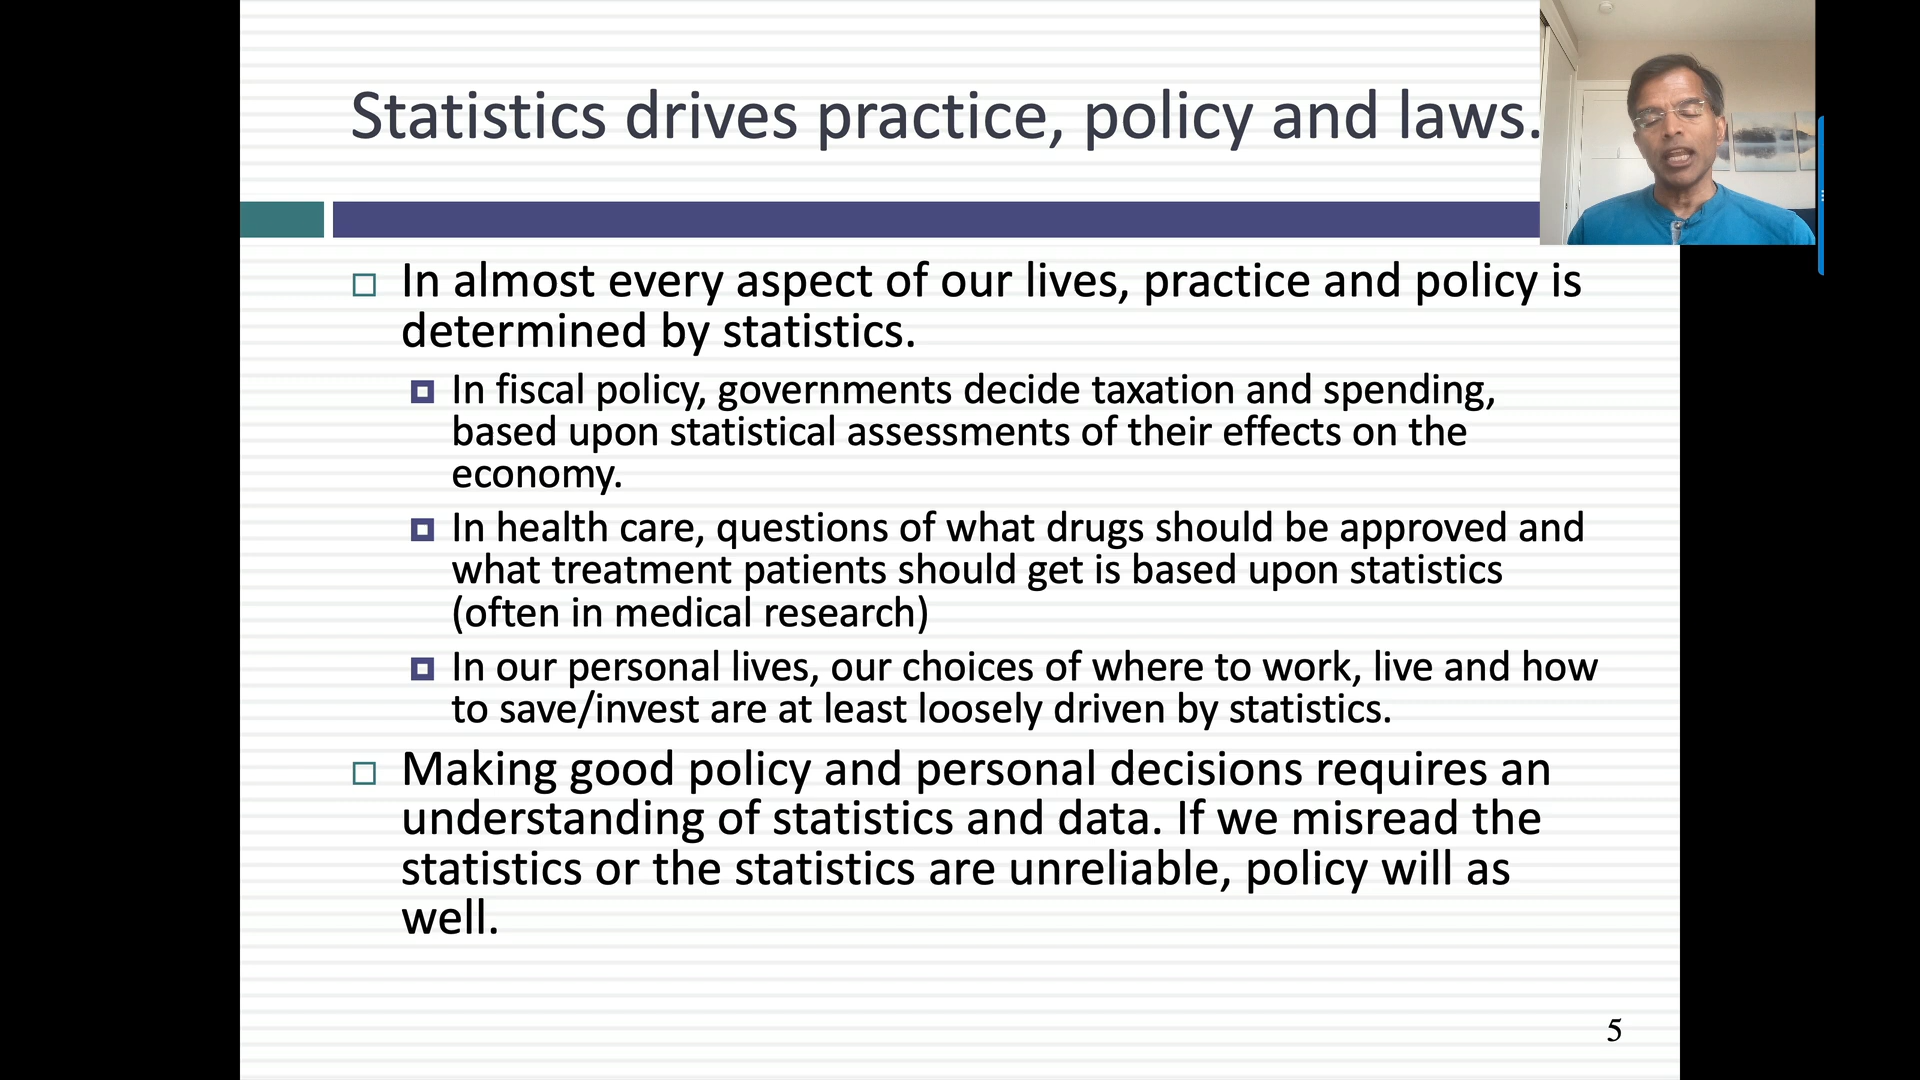 Statistics drives practice, policy and laws.
In almost every aspect of our lives, practice and policy is
determined by statistics.
In fiscal policy, governments decide taxation and spending,
based upon statistical assessments of their effects on the
economy.
In health care, questions of what drugs should be approved and
what treatment patients should get is based upon statistics
(often in medical research)
In our personal lives, our choices of where to work, live and how
to save/invest are at least loosely driven by statistics.
Making good policy and personal decisions requires an
understanding of statistics and data. If we misread the
statistics or the statistics are unreliable, policy will as
well.
5